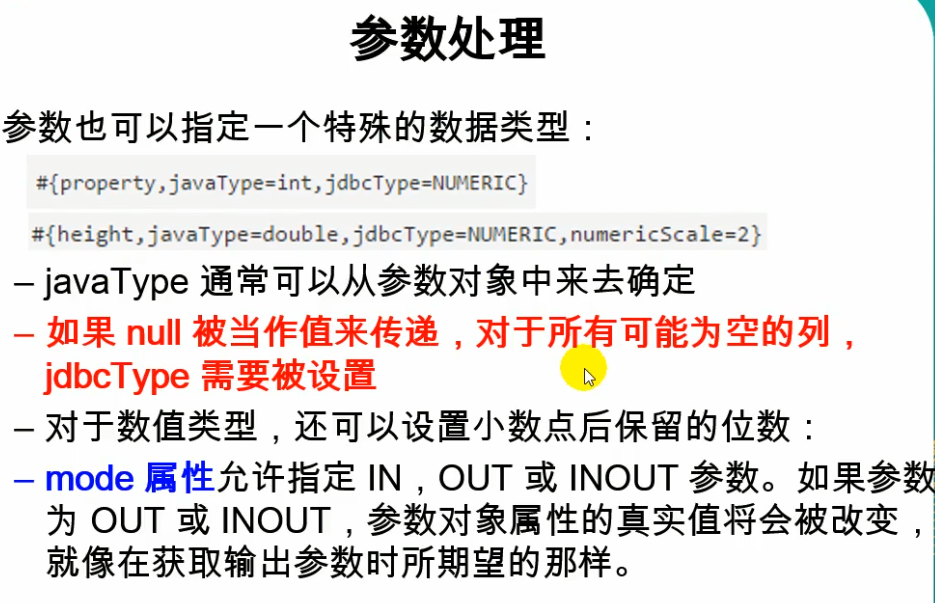 参数处理
参数也可以指定一个特殊的数据类型：
#{property,javaType=int,jdbcType=NUMERIC}
#{height,javaType=double,jdbcType=NUMERIC,numericScale=2}
– javaType 通常可以从参数对象中来去确定
– 如果 null 被当作值来传递，对于所有可能为空的列，
jdbcType 需要被设置
– 对于数值类型，还可以设置小数点后保留的位数：
– mode 属性允许指定 IN，OUT 或 INOUT 参数。如果参数
为 OUT 或 INOUT，参数对象属性的真实值将会被改变，
就像在获取输出参数时所期望的那样。